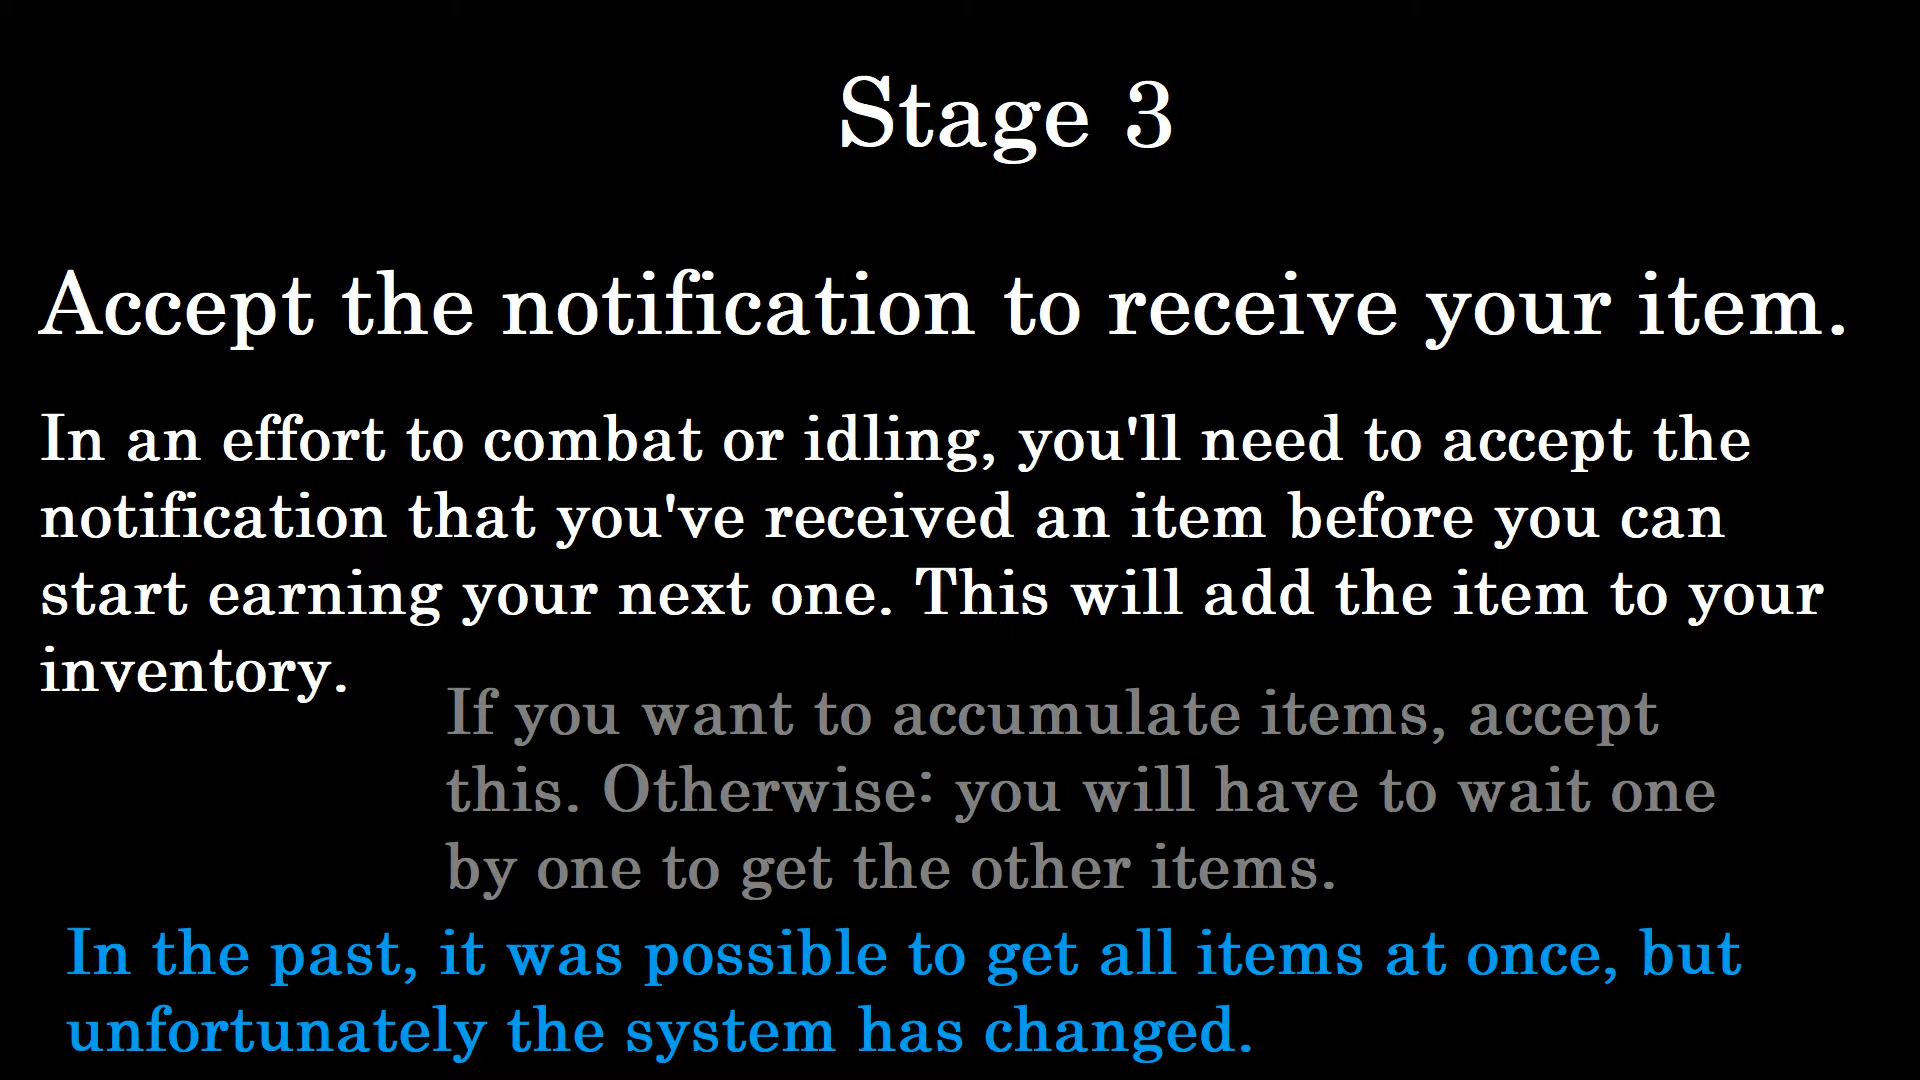 Stage 3
Accept the notification to receive your item.
In an effort to combat or idling, you'll need to accept the
notification that you've received an item before you can
start earning your next one. This will add the item to your
inventory.
If you want to accumulate items, accept
this. Otherwise: you will have to wait one
by one to get the other items.
In the past, it was possible to get all items at once, but
unfortunately the system has changed.